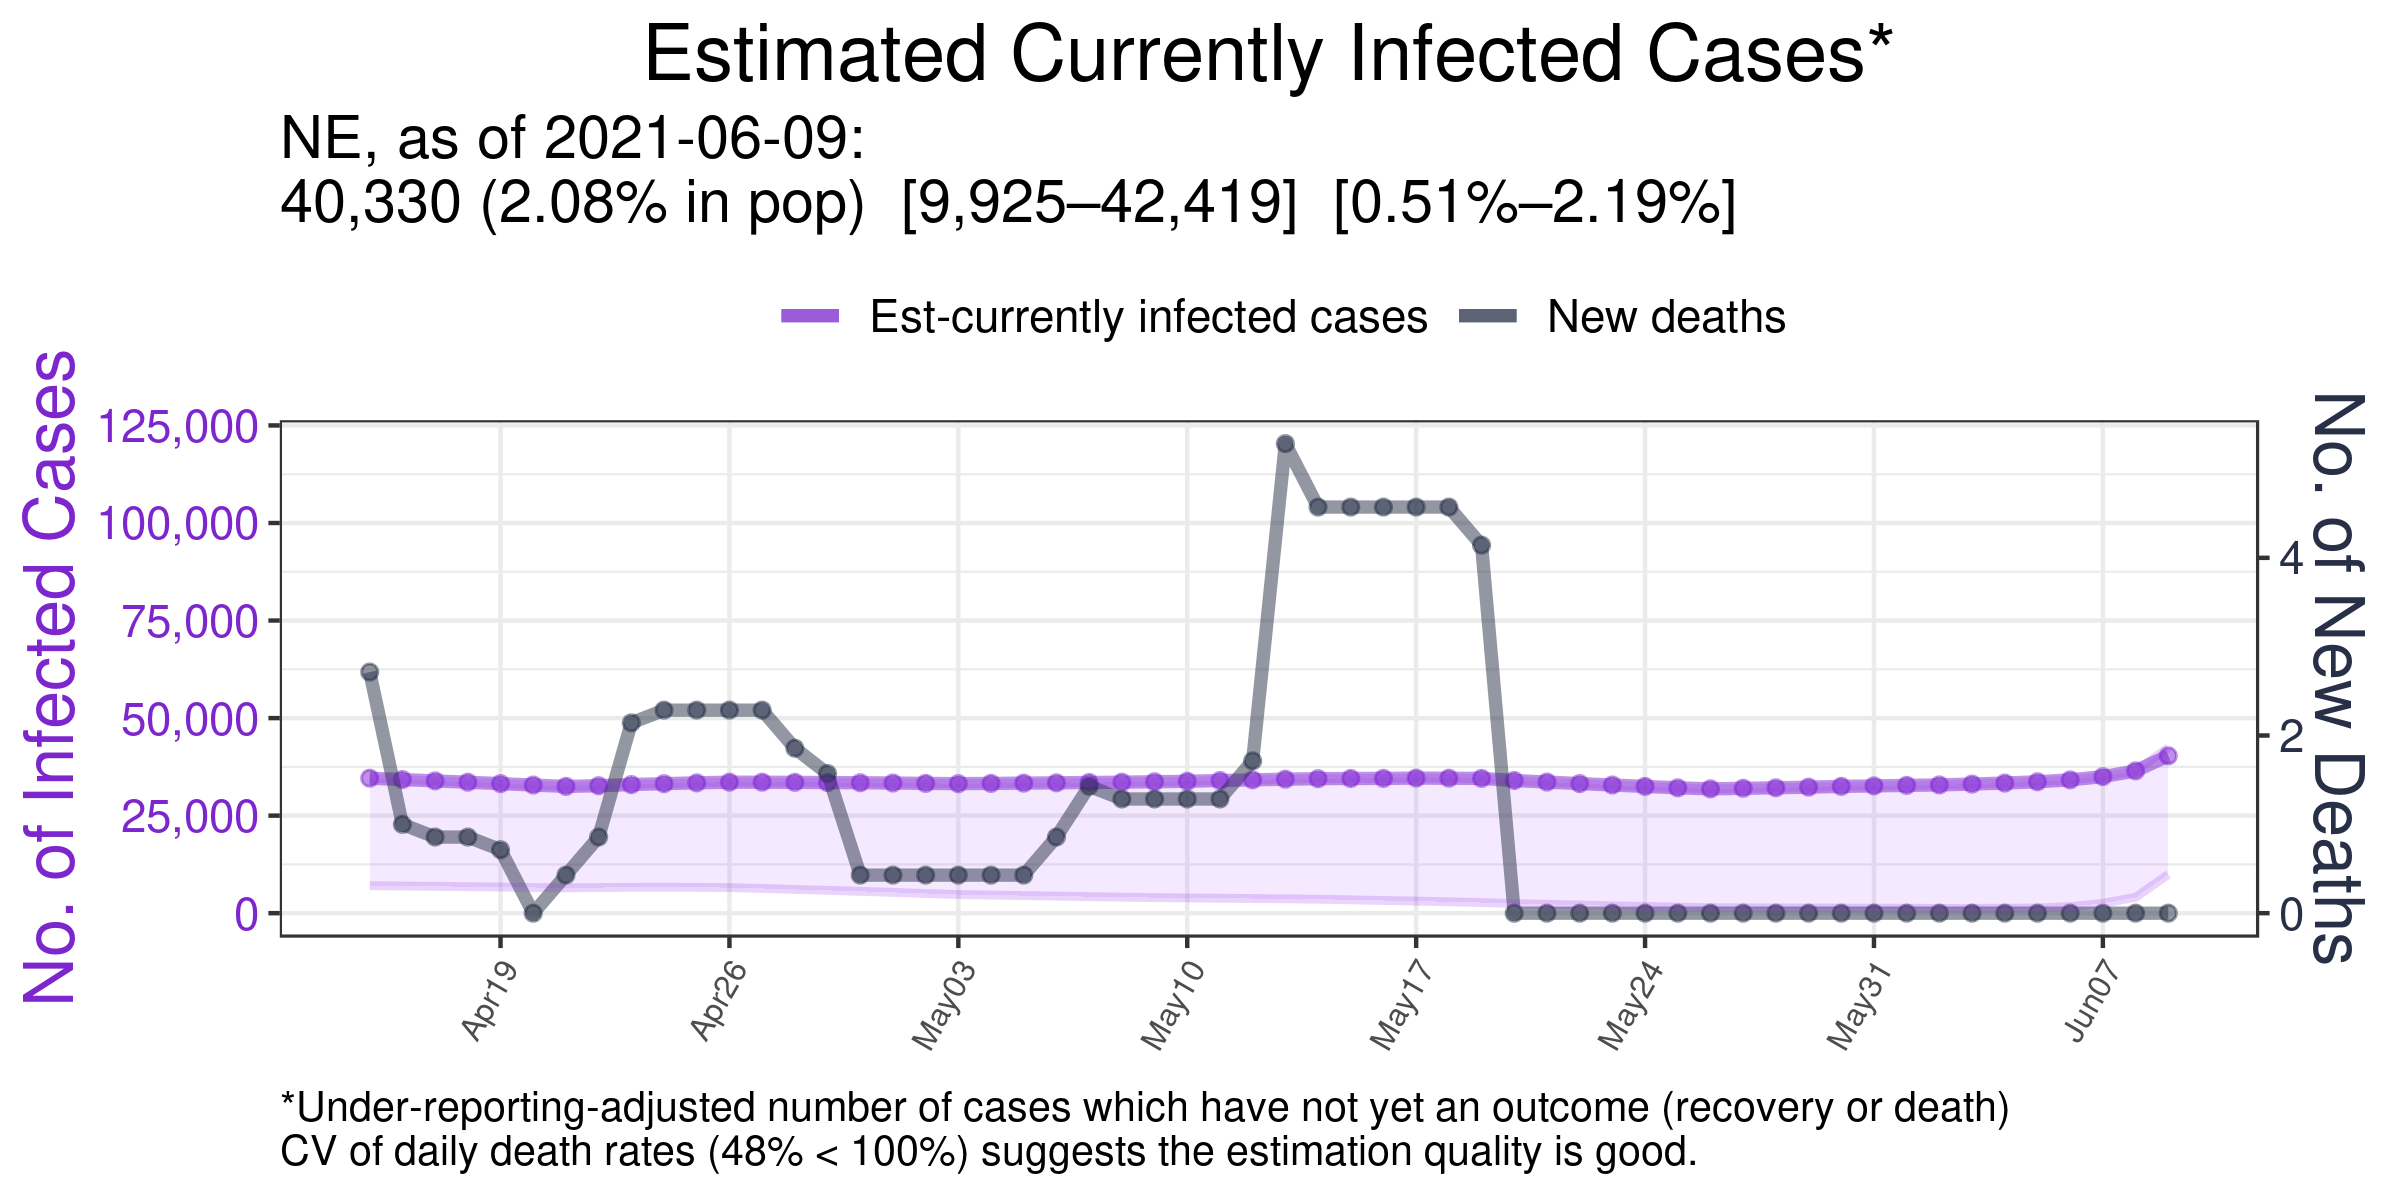 Estimated Currently Infected Cases*
NE, as of 2021-06-09:
40,330 (2.08% in pop)  [9,925–42,419]  [0.51%–2.19%]
Est-currently infected cases
New deaths
No. of Infected Cases
125,000
100,000
75,000
50,000
25,000
0
4
2
0
No. of New Deaths
Apr19
Apr26
May03
May10
May17
May24
May31
Jun07
*Under-reporting-adjusted number of cases which have not yet an outcome (recovery or death)
CV of daily death rates (48% < 100%) suggests the estimation quality is good.